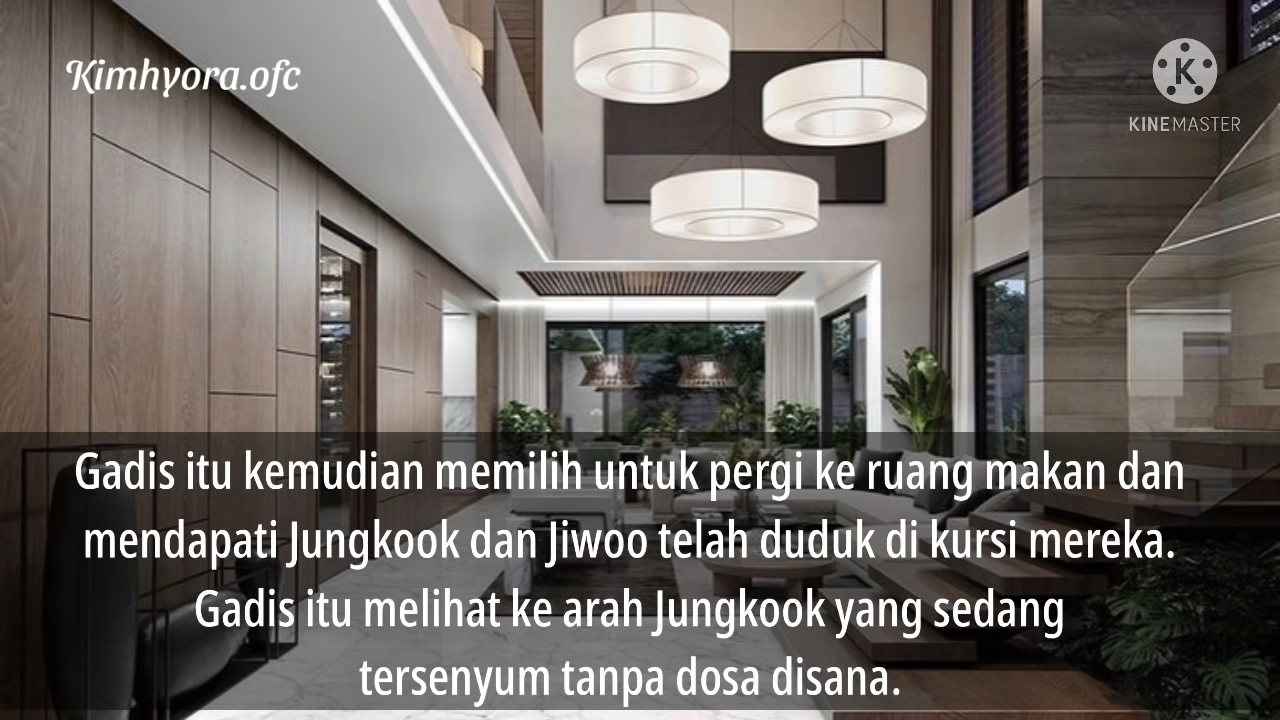 Kimhyora.ofc
K
KINEMASTER
Gadis itu kemudian memilih untuk pergi ke ruang makan dan
mendapati Jungkook dan Jiwoo telah duduk di kursi mereka.
Gadis itu melihat ke arah Jungkook yang sedang
tersenyum tanpa dosa disana.